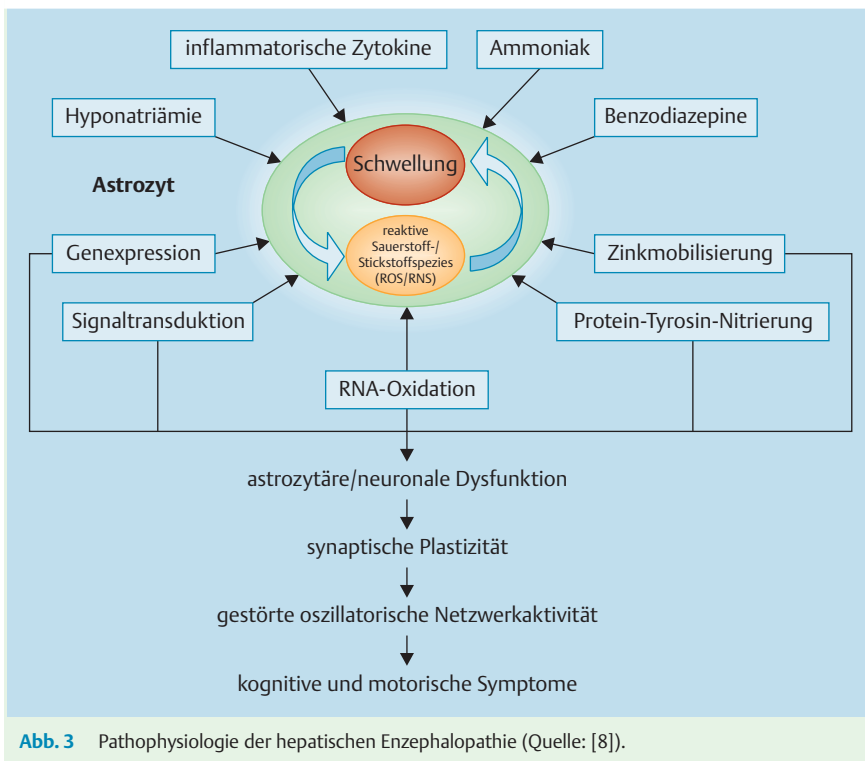 inflammatorische Zytokine
Ammoniak
Hyponatriämie
Benzodiazepine
Schwellung
Astrozyt
reaktive
Sauerstoff-/
Stickstoffspezies
(ROS/RNS)
Genexpression
Zinkmobilisierung
Signaltransduktion
Protein-Tyrosin-Nitrierung
RNA-Oxidation
astrozytäre/neuronale Dysfunktion
synaptische Plastizität
gestörte oszillatorische Netzwerkaktivität
kognitive und motorische Symptome
Abb. 3 Pathophysiologie der hepatischen Enzephalopathie (Quelle: [8]).